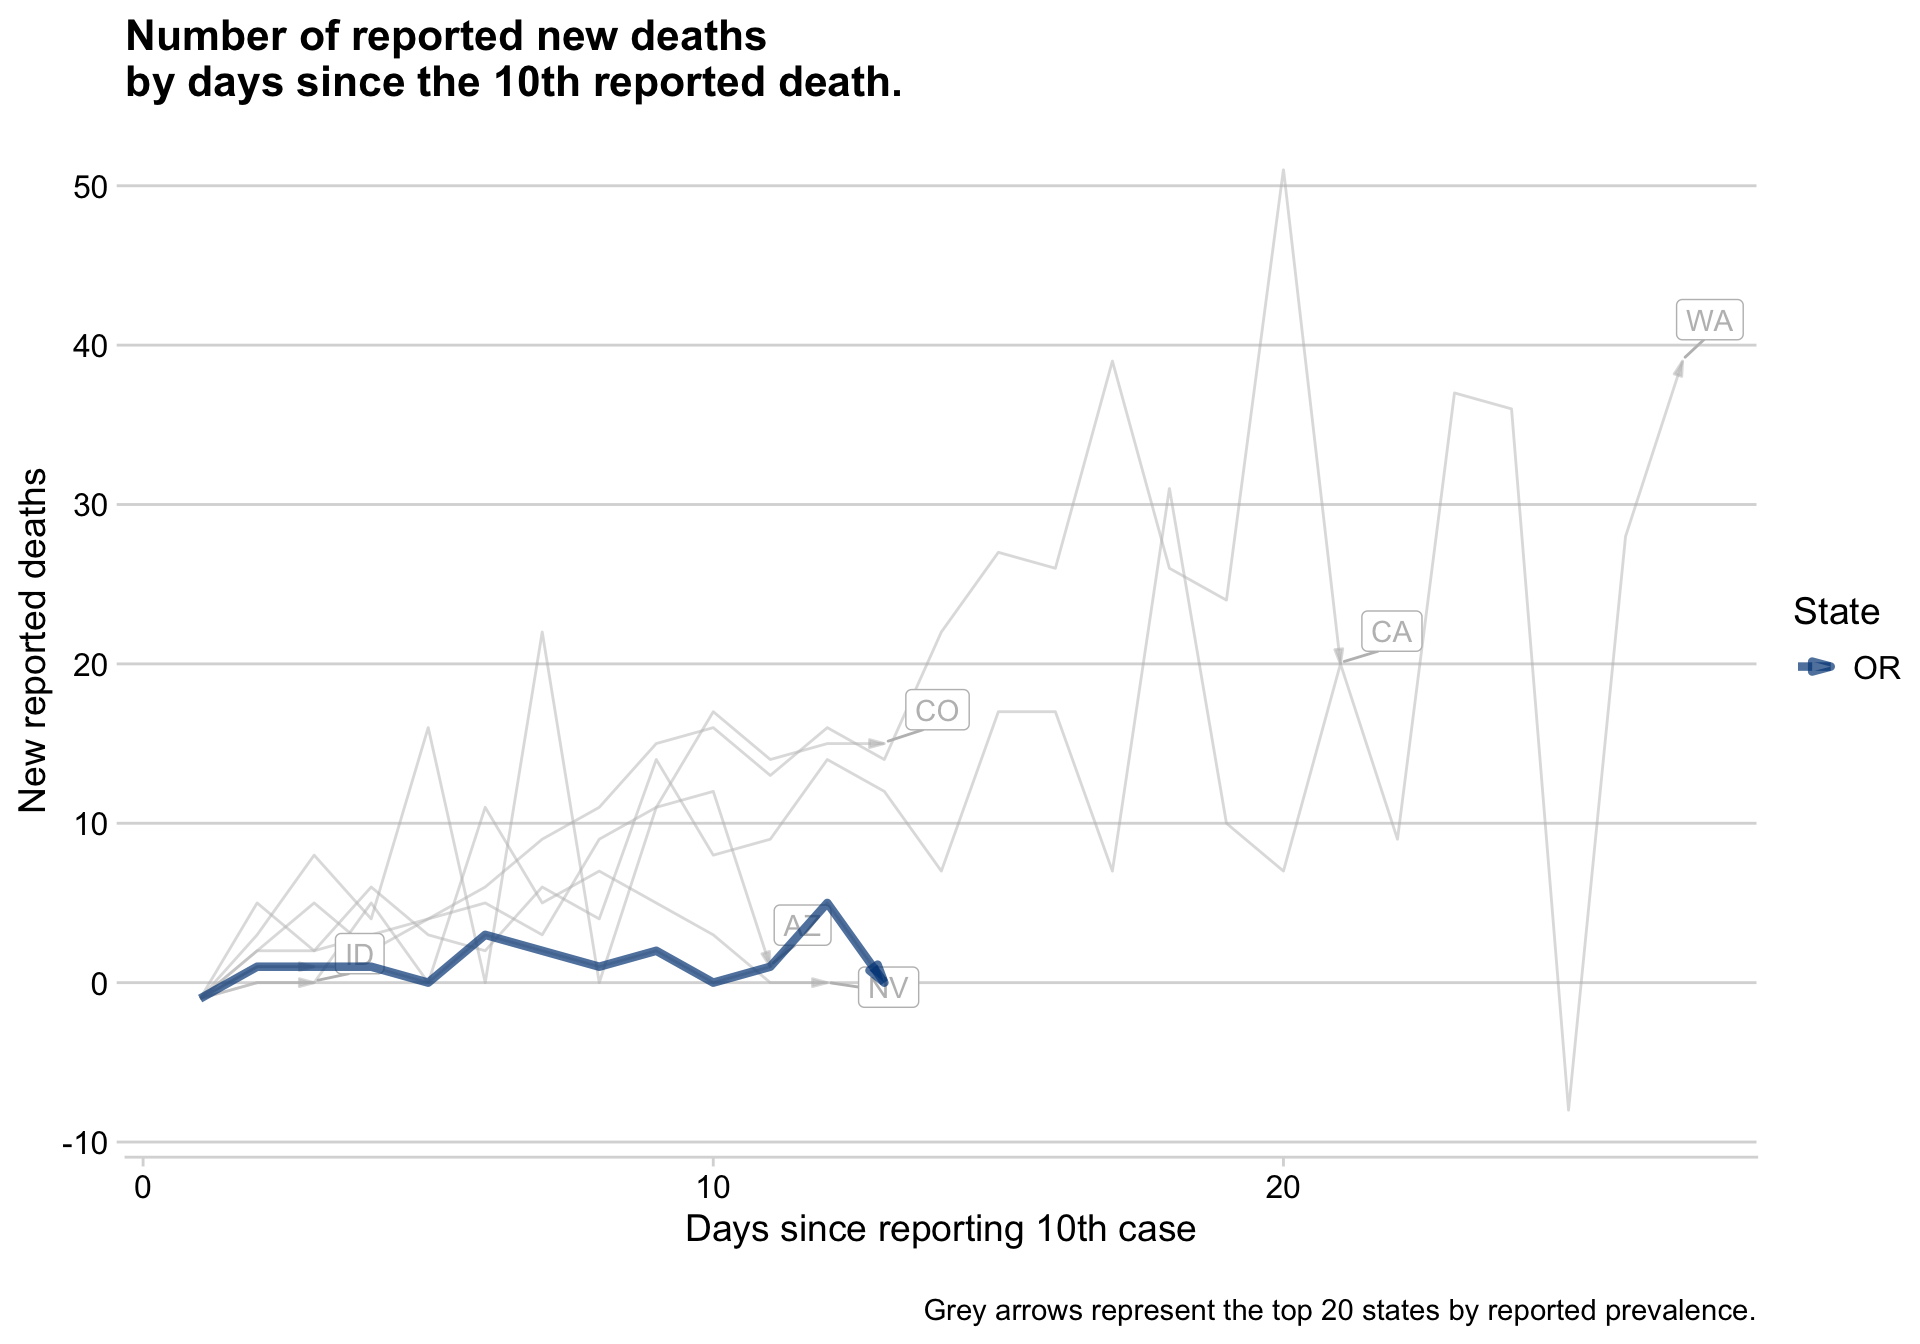 Number of reported new deaths
by days since the 10th reported death.
50
40
30
20
10
0
-10
New reported deaths
WA
CA
CO
AZ
ID
NV
State
OR
0
10
20
Days since reporting 10th case
Grey arrows represent the top 20 states by reported prevalence.